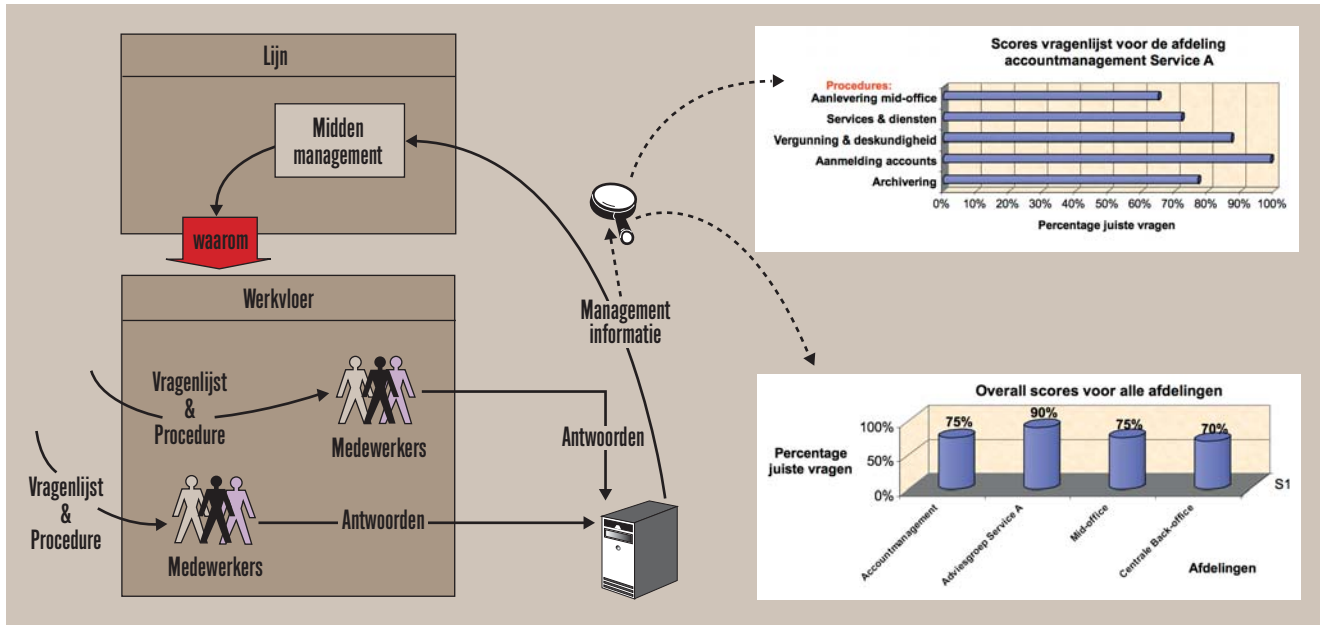 Lijn
Midden
management
waarom
Werkvloer
Vragenlijst
&
Procedure
Medewerkers
Vragenlijst
&
Procedure
Medewerkers
Antwoorden
Antwoorden
Management
informatie
Scores vragenlijst voor de afdeling
accountmanagement Service A
Procedures:
Aanlevering mid-office
Services & diensten
Vergunning & deskundigheid
Aanmelding accounts
Archivering
0% 10% 20% 30% 40% 50% 60% 70% 80% 90% 100%
Percentage juiste vragen
Overall scores voor alle afdelingen
75% 90% 75% 70%
Percentage
juiste vragen
100%
50%
0%
S1
Accountmanagement
Adviesgroep Service A
Mid-office
Centrale Back-office
Afdelingen